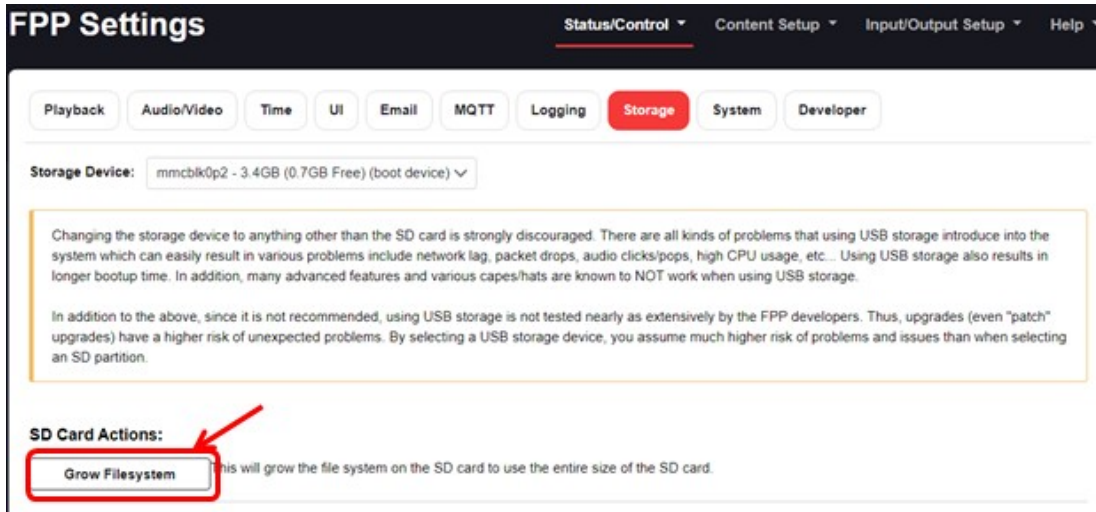 FPP Settings
Status/Control Content Setup Input/Output Setup Help
Playback Audio/Video Time UI Email MQTT Logging Storage System Developer
Storage Device: mmcblk0p2 - 3.4GB (0.7GB Free) (boot device)
Changing the storage device to anything other than the SD card is strongly discouraged. There are all kinds of problems that using USB storage introduce into the
system which can easily result in various problems include network lag, packet drops, audio clicks/pops, high CPU usage, etc... Using USB storage also results in
longer bootup time. In addition, many advanced features and various capes/hats are known to NOT work when using USB storage.
In addition to the above, since it is not recommended, using USB storage is not tested nearly as extensively by the FPP developers. Thus, upgrades (even "patch"
upgrades) have a higher risk of unexpected problems. By selecting a USB storage device, you assume much higher risk of problems and issues than when selecting
an SD partition.
SD Card Actions:
Grow Filesystem This will grow the file system on the SD card to use the entire size of the SD card.